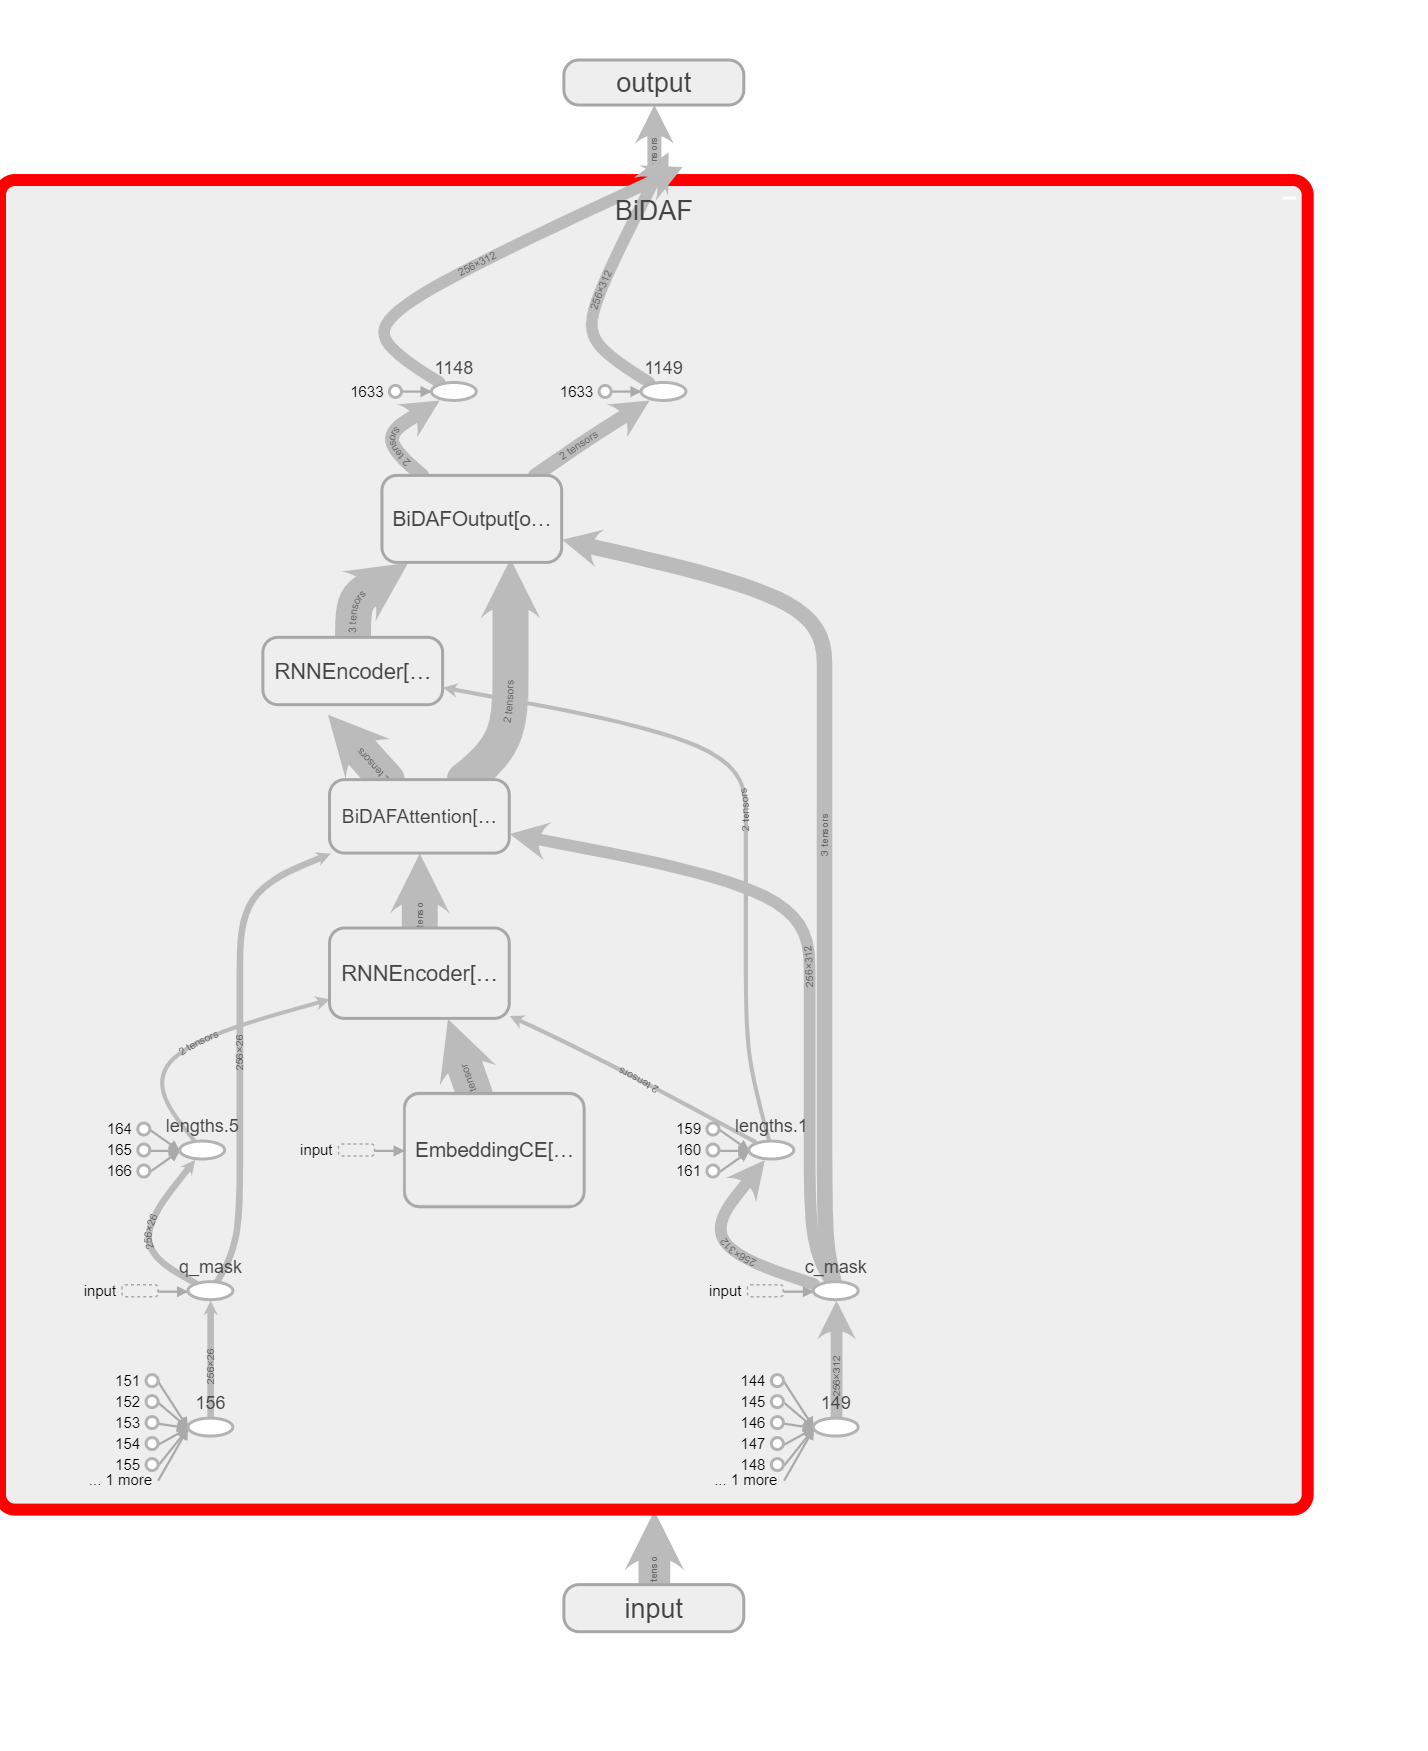 output
BiDAF
256×312
256×312
1148
1149
1633
1633
2 tensors
2 tensors
BiDAFOutput[o…
3 tensors
RNNEncoder[…
2 tensors
tensors
BiDAFAttention[…
2 tensors
3 tensors
RNNEncoder[…
256×312
2 tensors
256×26
tensor
2 tensors
164
165
166
lengths.5
input
EmbeddingCE[…
159
160
161
lengths.1
256×26
256×312
q_mask
input
c_mask
input
256×26
256×312
151
152
153
154
155
... 1 more
156
144
145
146
147
148
... 1 more
149
input